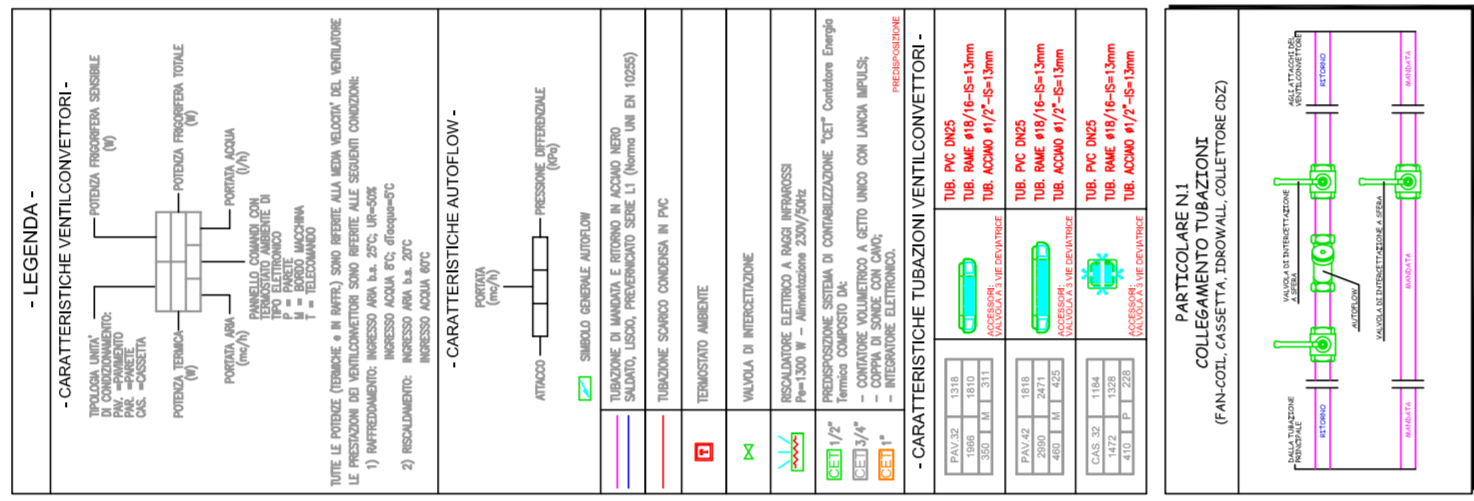 - LEGENDA -
- CARATTERISTICHE VENTILCONVETTORI-
TIPOLOGIA UNITA'
DI CONDIZIONAMENTO:
PAV. =PAVIMENTO
PAR. =PARETE
CAS. =CASSETTA
POTENZA FRIGORIFERA SENSIBILE
(W)
POTENZA TERMICA
(W)
POTENZA FRIGORIFERA TOTALE
(W)
PORTATA ARIA
(mc/h)
PORTATA ACQUA
(l/h)
PANNELLO COMANDI CON
TERMOSTATO AMBIENTE DI
TIPO ELETTRONICO
P = PARETE
M = BORDO MACCHINA
T = TELECOMANDO
TUTTE LE POTENZE (TERMICHE e IN RAFFR.) SONO RIFERITE ALLA MEDIA VELOCITA' DEL VENTILATORE
LE PRESTAZIONI DEI VENTILCONVETTORI SONO RIFERITE ALLE SEGUENTI CONDIZIONI:
1) RAFFREDDAMENTO: INGRESSO ARIA b.s. 25°C; UR=50%
INGRESSO ACQUA 8°C; dTacqua=5°C
2) RISCALDAMENTO: INGRESSO ARIA b.s. 20°C
INGRESSO ACQUA 60°C
- CARATTERISTICHE AUTOFLOW -
PORTATA
(mc/h)
ATTACCO
PRESSIONE DIFFERENZIALE
(KPa)
SIMBOLO GENERALE AUTOFLOW
TUBAZIONE DI MANDATA E RITORNO IN ACCIAIO NERO
SALDATO, LISCIO, PREVERNICIATO SERIE L1 (Norma UNI EN 10255)
TUBAZIONE SCARICO CONDENSA IN PVC
TERMOSTATO AMBIENTE
VALVOLA DI INTERCETTAZIONE
RISCALDATORE ELETTRICO A RAGGI INFRAROSSI
Pe=1300 W – Alimentazione 230V/50Hz
CET 1/2"
CET 3/4"
CET 1"
PREDISPOSIZIONE SISTEMA DI CONTABILIZZAZIONE "CET" Contatore Energia
Termica COMPOSTO DA:
– CONTATORE VOLUMETRICO A GETTO UNICO CON LANCIA IMPULSI;
– COPPIA DI SONDE CON CAVO;
– INTEGRATORE ELETTRONICO.
PREDISPOSIZIONE
- CARATTERISTICHE TUBAZIONI VENTILCONVETTORI -
PAV.32 1318
1966 1810
350 M 311
ACCESSORI:
VALVOLA A 3 VIE DEVIATRICE
TUB. PVC DN25
TUB. RAME ø18/16-IS=13mm
TUB. ACCIAIO ø1/2"-IS=13mm
PAV.42 1818
2990 2471
460 M 425
ACCESSORI:
VALVOLA A 3 VIE DEVIATRICE
TUB. PVC DN25
TUB. RAME ø18/16-IS=13mm
TUB. ACCIAIO ø1/2"-IS=13mm
CAS. 32 1184
1472 1328
410 P 228
ACCESSORI:
VALVOLA A 3 VIE DEVIATRICE
TUB. PVC DN25
TUB. RAME ø18/16-IS=13mm
TUB. ACCIAIO ø1/2"-IS=13mm
PARTICOLARE N.1
COLLEGAMENTO TUBAZIONI
(FAN-COIL, CASSETTA, IDROWALL, COLLETTORE CDZ)
DALLA TUBAZIONE
PRINCIPALE
VALVOLA DI INTERCETTAZIONE
A SFERA
AGLI ATTACCHI DEL
VENTILCONVETTORE
RITORNO
RITORNO
AUTOFLOW
VALVOLA DI INTERCETTAZIONE A SFERA
MANDATA
MANDATA
MANDATA